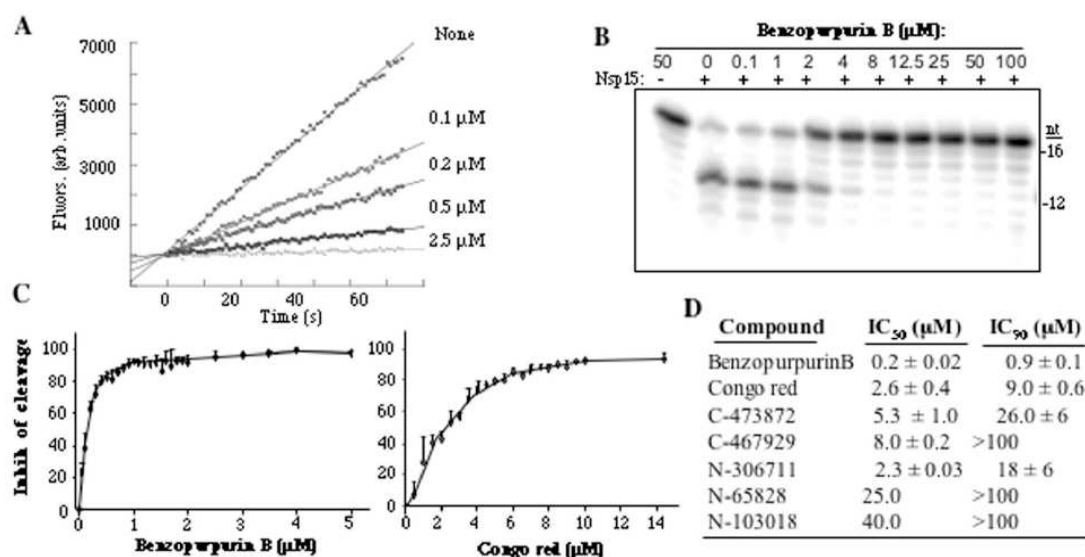 A
7000
5000
3000
1000
Fluors. (arb. units)
0 20 40 60
Time (s)
None
0.1 µM
0.2 µM
0.5 µM
2.5 µM
B
Benzopurpurin B (µM):
50 0 0.1 1 2 4 8 12.5 25 50 100
Nsp15: - + + + + + + + + + +
nt
-16
-12
C
Inhib of cleavage
100
80
60
40
20
0
0 1 2 3 4 5
Benzopurpurin B (µM)
100
80
60
40
20
0
0 2 4 6 8 10 12 14
Congo red (µM)
D
Compound IC50 (µM) IC90 (µM)
BenzopurpurinB 0.2 ± 0.02 0.9 ± 0.1
Congo red 2.6 ± 0.4 9.0 ± 0.6
C-473872 5.3 ± 1.0 26.0 ± 6
C-467929 8.0 ± 0.2 >100
N-306711 2.3 ± 0.03 18 ± 6
N-65828 25.0 >100
N-103018 40.0 >100